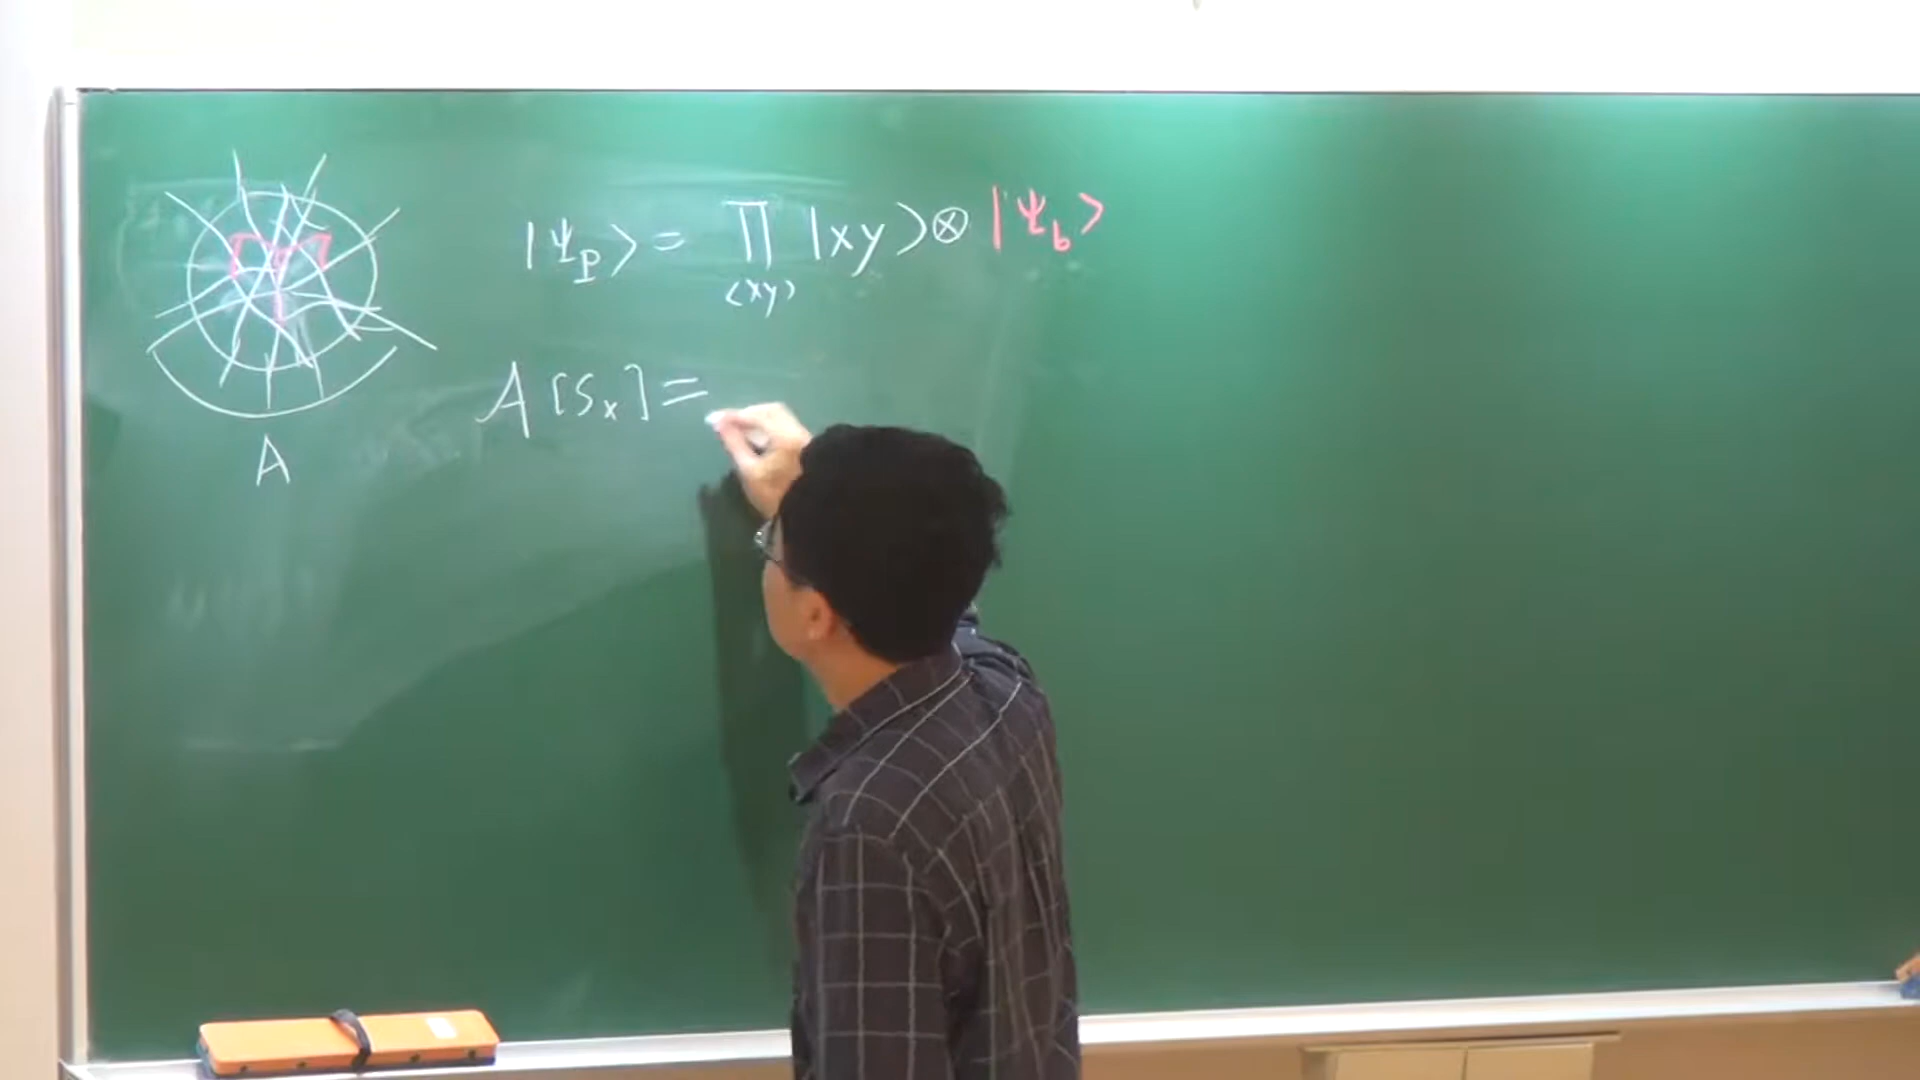 |ψ_P⟩ = ∏_{⟨xy⟩} |xy⟩ ⊗ |ψ_b⟩
A[S_x] =
A